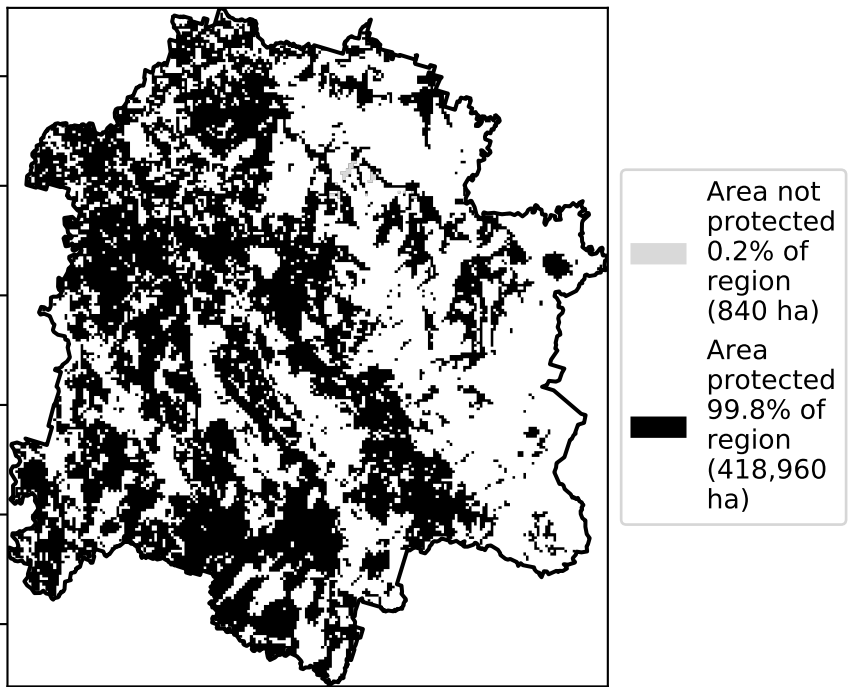 Area not
protected
0.2% of
region
(840 ha)
Area
protected
99.8% of
region
(418,960
ha)